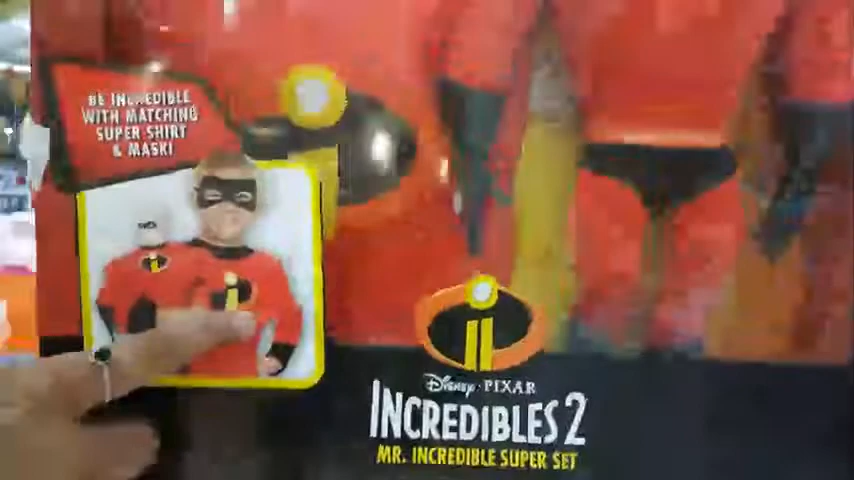 BE INCREDIBLE
WITH MATCHING
SUPER SHIRT
& MASK!
Disney · PIXAR
INCREDIBLES 2
MR. INCREDIBLE SUPER SET